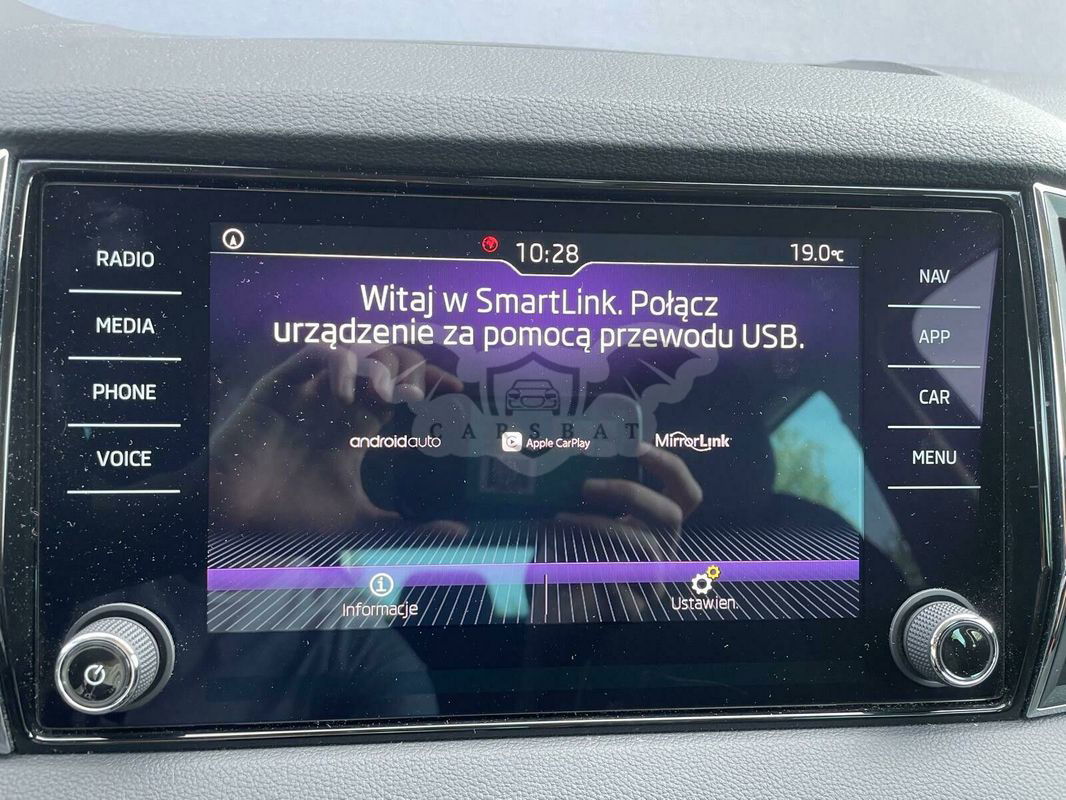 RADIO
MEDIA
PHONE
VOICE
10:28
19.0°C
Witaj w SmartLink. Połącz
urządzenie za pomocą przewodu USB.
CARSBAT
androidauto
Apple CarPlay
MirrorLink
Informacje
Ustawien.
NAV
APP
CAR
MENU